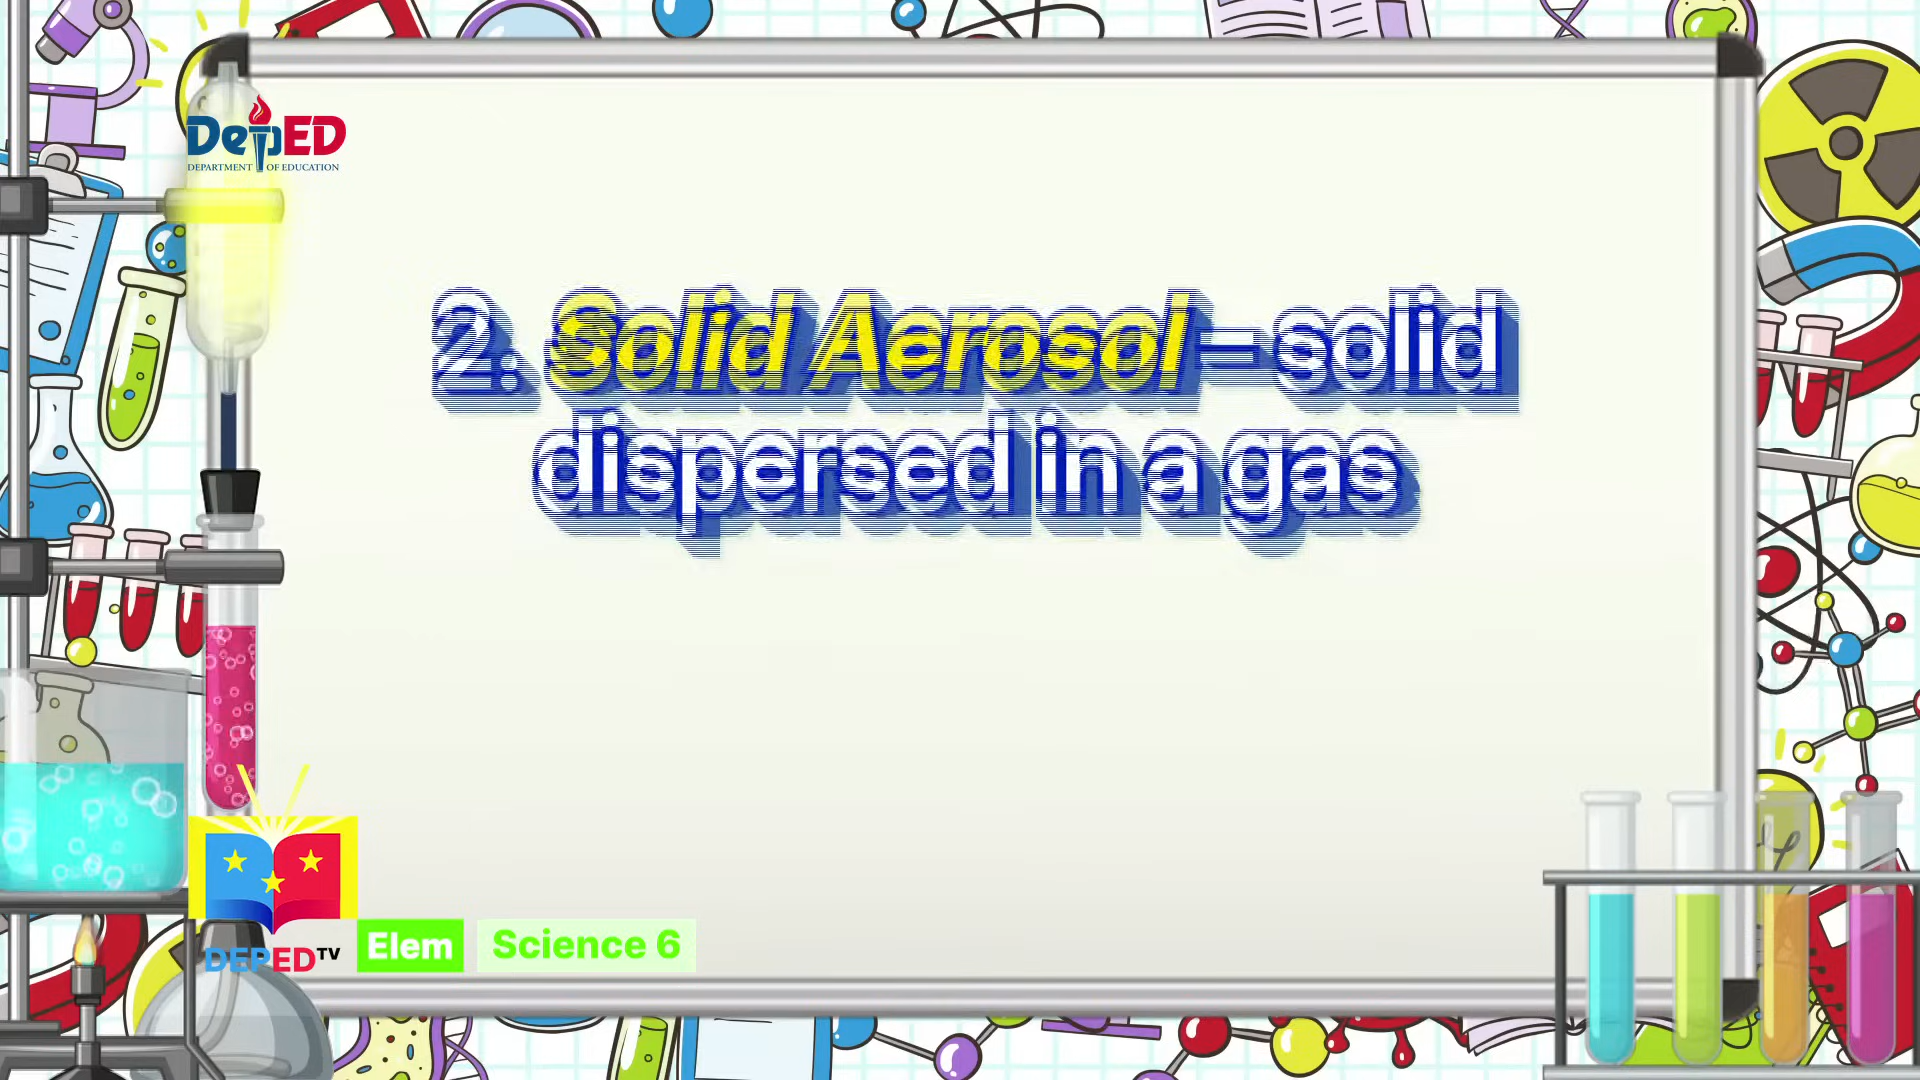 DepED
DEPARTMENT OF EDUCATION
2. Solid Aerosol – solid
dispersed in a gas
DEPED TV
Elem
Science 6